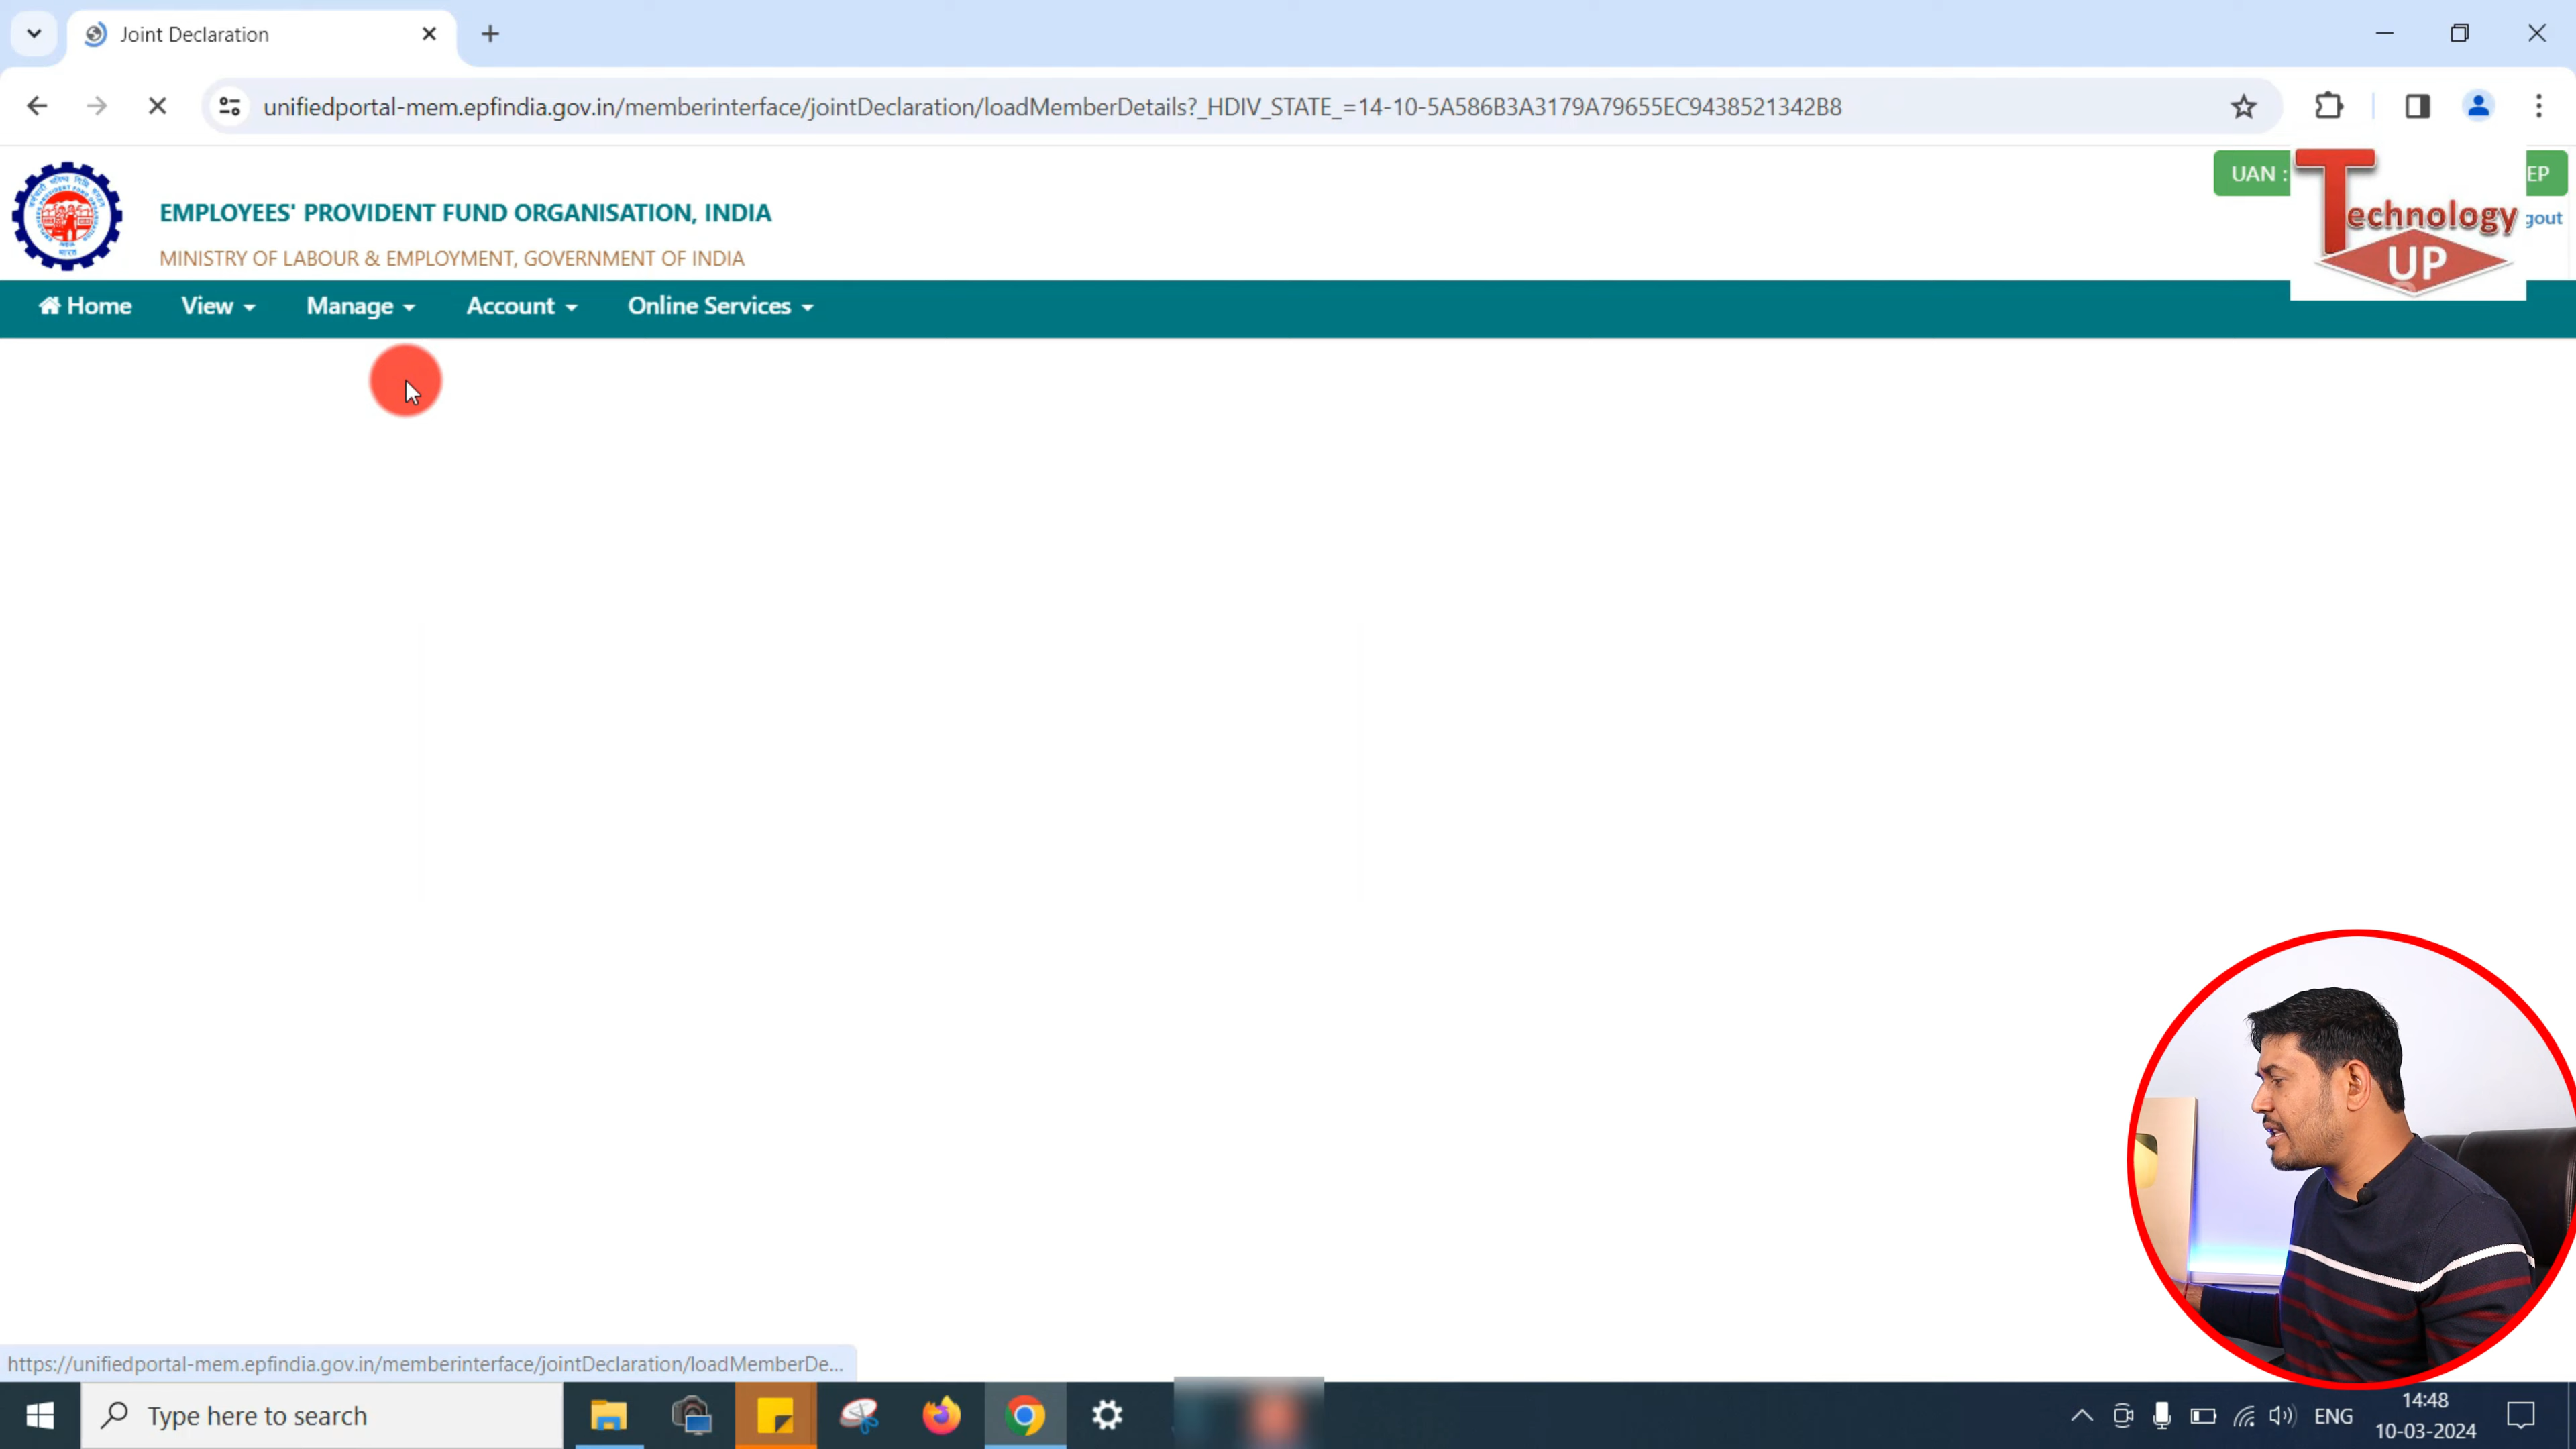 Joint Declaration
unifiedportal-mem.epfindia.gov.in/memberinterface/jointDeclaration/loadMemberDetails?_HDIV_STATE_=14-10-5A586B3A3179A79655EC9438521342B8
EMPLOYEES' PROVIDENT FUND ORGANISATION, INDIA
MINISTRY OF LABOUR & EMPLOYMENT, GOVERNMENT OF INDIA
UAN :
EP
gout
Technology
UP
Home View Manage Account Online Services
https://unifiedportal-mem.epfindia.gov.in/memberinterface/jointDeclaration/loadMemberDe...
Type here to search
ENG
14:48
10-03-2024